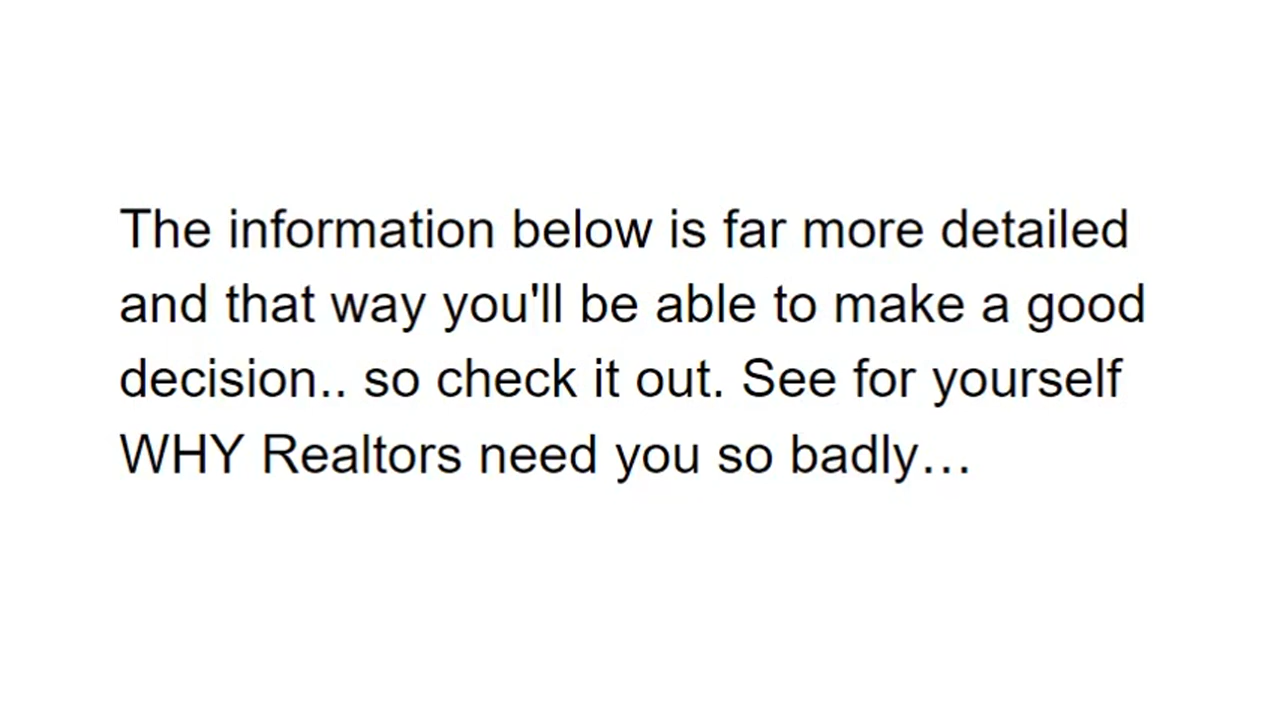 The information below is far more detailed
and that way you'll be able to make a good
decision.. so check it out. See for yourself
WHY Realtors need you so badly…